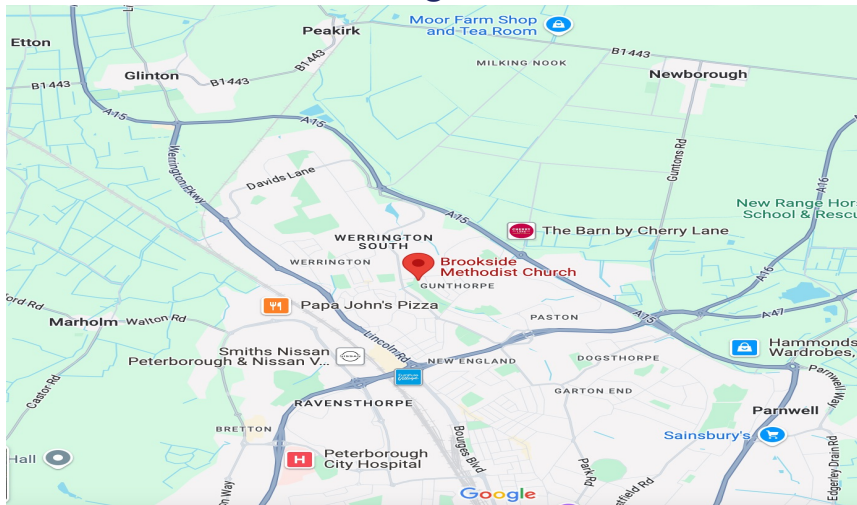 Moor Farm Shop
and Tea Room
Etton
Peakirk
B1443
MILKING NOOK
B1443
Glinton
B1443
Newborough
A15
A15
Werrington Pkwy
Davids Lane
Guntons Rd
A16
New Range Hors
School & Rescu
A15
The Barn by Cherry Lane
WERRINGTON
SOUTH
WERRINGTON
Brookside
Methodist Church
GUNTHORPE
A16
ford Rd
Papa John's Pizza
Marholm
Walton Rd
PASTON
A15
A47
Lincoln Rd
Smiths Nissan
Peterborough & Nissan V...
NEW ENGLAND
DOGSTHORPE
Hammonds
Wardrobes,
Castor Rd
GARTON END
Parnwell
Way
RAVENSTHORPE
Parnwell
BRETTON
Bourges Blvd
Sainsbury's
Hall
Peterborough
City Hospital
Park Rd
Edgerley Drain Rd
n Way
Google
stfield Rd